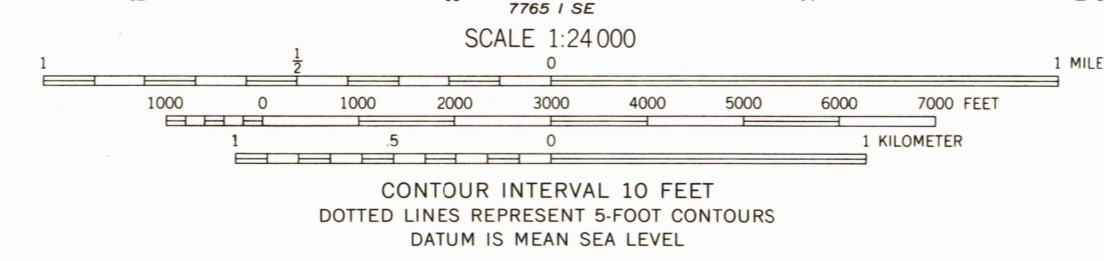 7765 I SE
SCALE 1:24 000
1 1/2 0 1 MILE
1000 0 1000 2000 3000 4000 5000 6000 7000 FEET
1 .5 0 1 KILOMETER
CONTOUR INTERVAL 10 FEET
DOTTED LINES REPRESENT 5-FOOT CONTOURS
DATUM IS MEAN SEA LEVEL